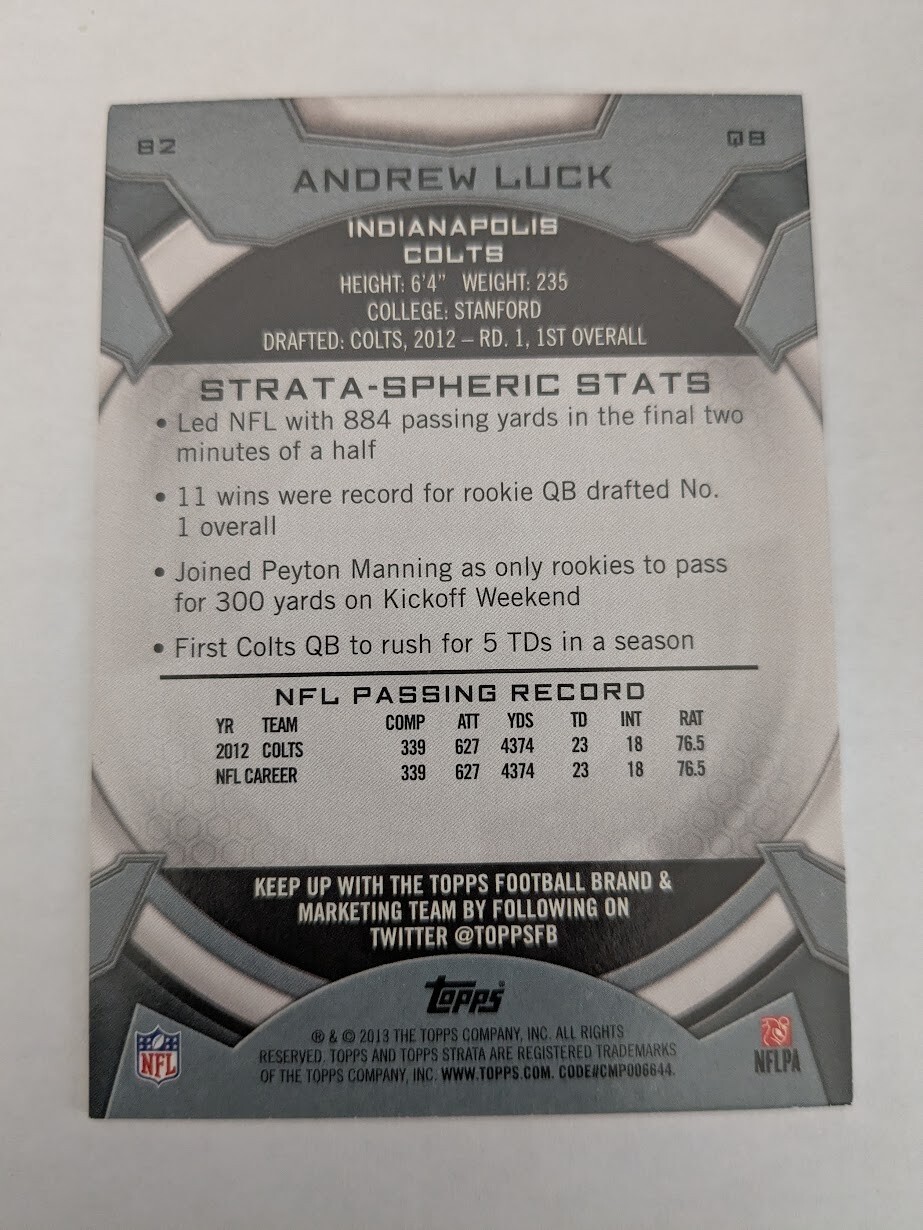 82 QB
ANDREW LUCK
INDIANAPOLIS
COLTS
HEIGHT: 6'4" WEIGHT: 235
COLLEGE: STANFORD
DRAFTED: COLTS, 2012 – RD. 1, 1ST OVERALL
STRATA-SPHERIC STATS
• Led NFL with 884 passing yards in the final two
minutes of a half
• 11 wins were record for rookie QB drafted No.
1 overall
• Joined Peyton Manning as only rookies to pass
for 300 yards on Kickoff Weekend
• First Colts QB to rush for 5 TDs in a season
NFL PASSING RECORD
YR TEAM COMP ATT YDS TD INT RAT
2012 COLTS 339 627 4374 23 18 76.5
NFL CAREER 339 627 4374 23 18 76.5
KEEP UP WITH THE TOPPS FOOTBALL BRAND &
MARKETING TEAM BY FOLLOWING ON
TWITTER @TOPPSFB
Topps®
® & © 2013 THE TOPPS COMPANY, INC. ALL RIGHTS
RESERVED. TOPPS AND TOPPS STRATA ARE REGISTERED TRADEMARKS
OF THE TOPPS COMPANY, INC. WWW.TOPPS.COM. CODE#CMP006644.
NFL
NFLPA